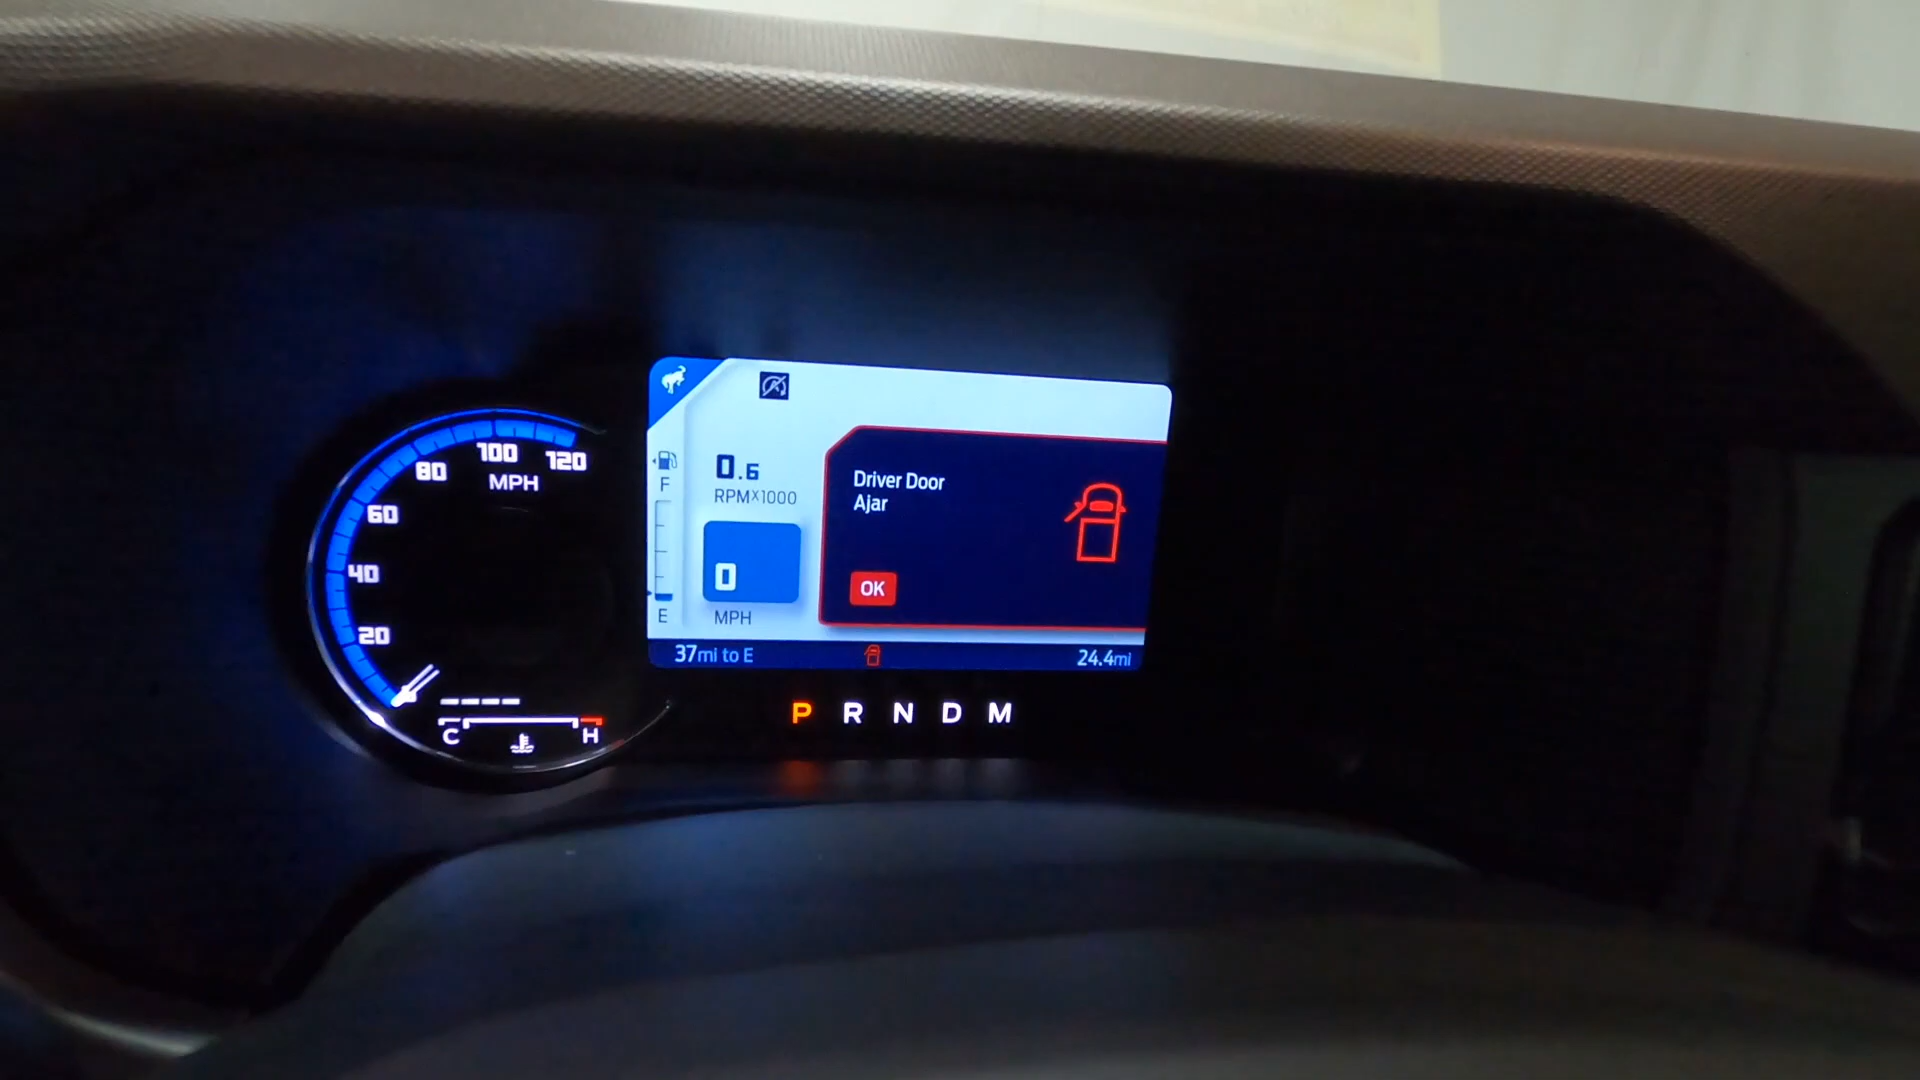 120
100
80
MPH
60
40
20
C
H
F
E
0.6
RPMX1000
0
MPH
Driver Door
Ajar
OK
37mi to E
24.4mi
P R N D M